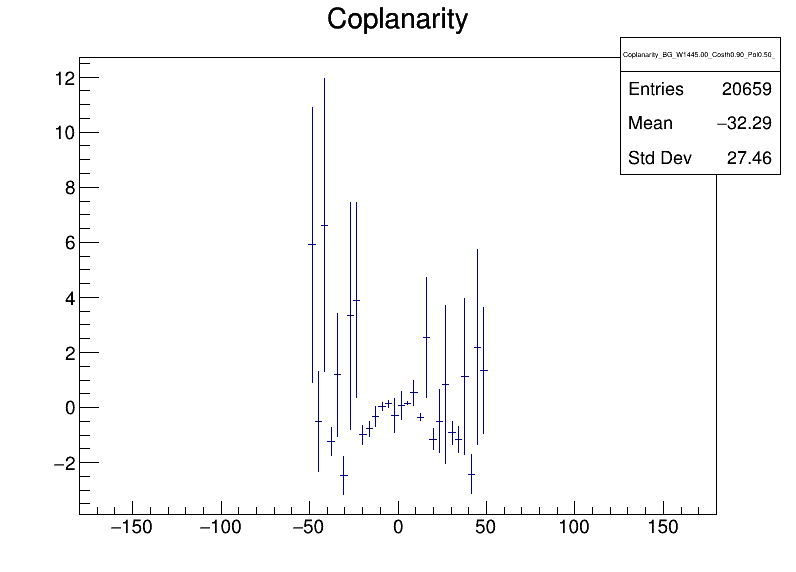 Coplanarity
Coplanarity_BG_W1445.00_Costh0.90_Pol0.50_
Entries 20659
Mean −32.29
Std Dev 27.46
12
10
8
6
4
2
0
−2
−150 −100 −50 0 50 100 150